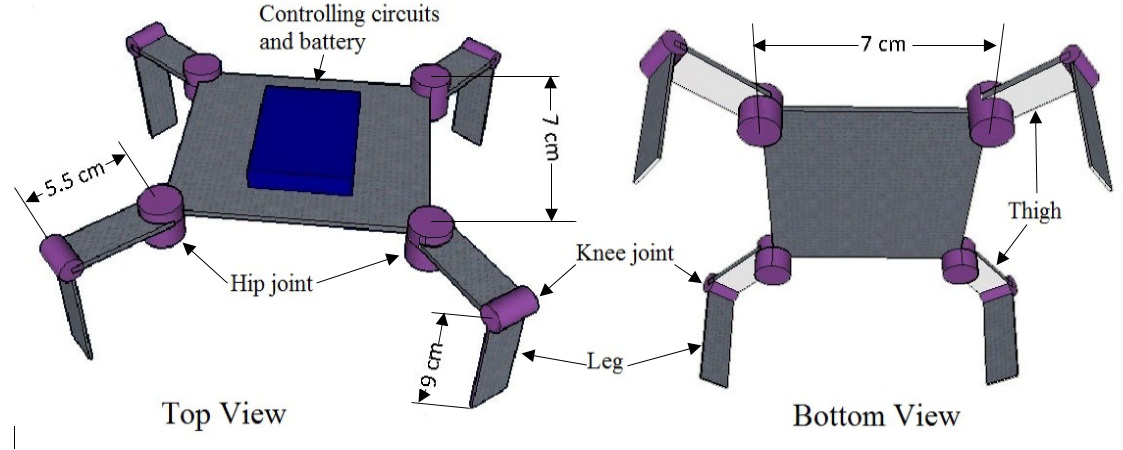 Controlling circuits
and battery
7 cm
7 cm
5.5 cm
Thigh
Knee joint
Hip joint
9 cm
Leg
Top View
Bottom View